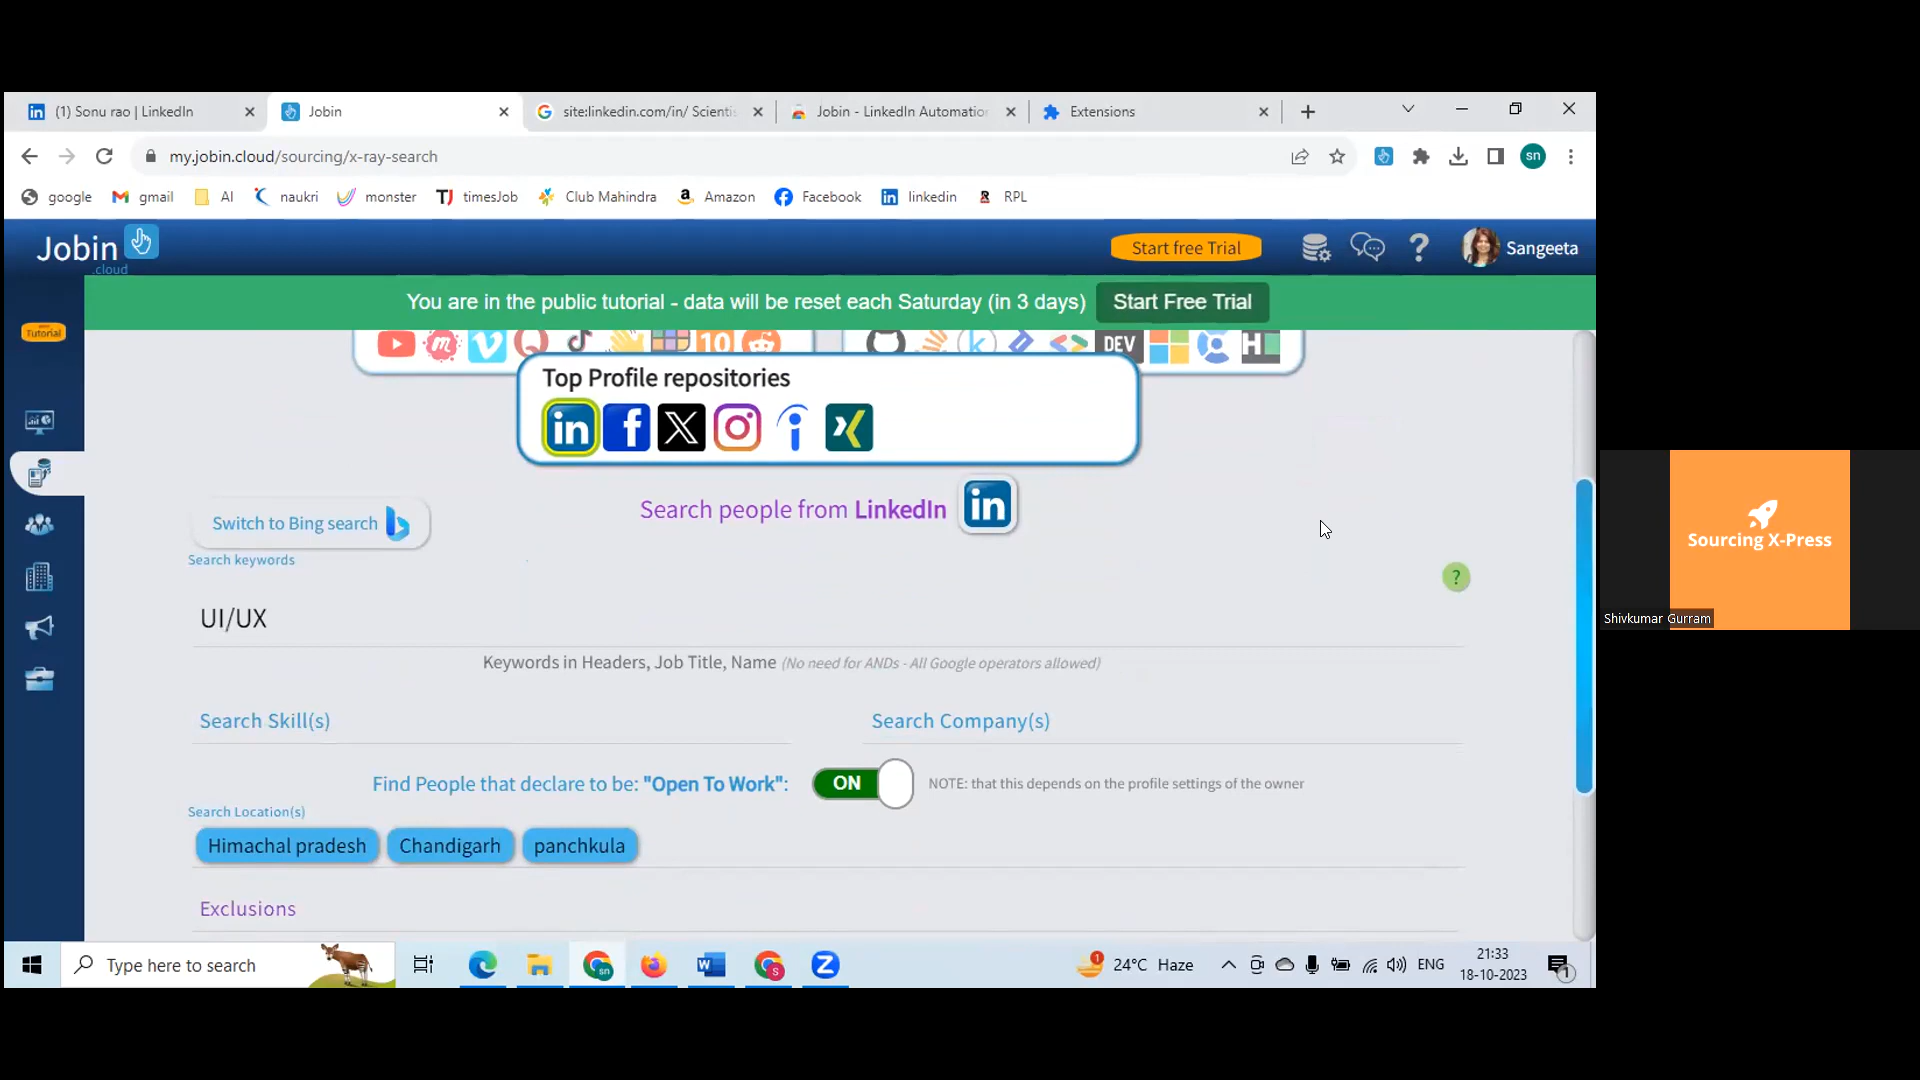 (1) Sonu rao | LinkedIn
Jobin
site:linkedin.com/in/ Scientis
Jobin - LinkedIn Automation
Extensions
my.jobin.cloud/sourcing/x-ray-search
sn
google
gmail
AI
naukri
monster
TJ
timesJob
Club Mahindra
Amazon
Facebook
linkedin
RPL
Jobin
.cloud
Start free Trial
Sangeeta
You are in the public tutorial - data will be reset each Saturday (in 3 days)
Start Free Trial
Tutorial
10
DEV
H
Top Profile repositories
in
Switch to Bing search
Search people from LinkedIn
in
Search keywords
?
UI/UX
Keywords in Headers, Job Title, Name (No need for ANDs - All Google operators allowed)
Search Skill(s)
Search Company(s)
Find People that declare to be: "Open To Work":
ON
NOTE: that this depends on the profile settings of the owner
Search Location(s)
Himachal pradesh
Chandigarh
panchkula
Exclusions
Type here to search
24°C Haze
ENG
21:33
18-10-2023
Sourcing X-Press
Shivkumar Gurram